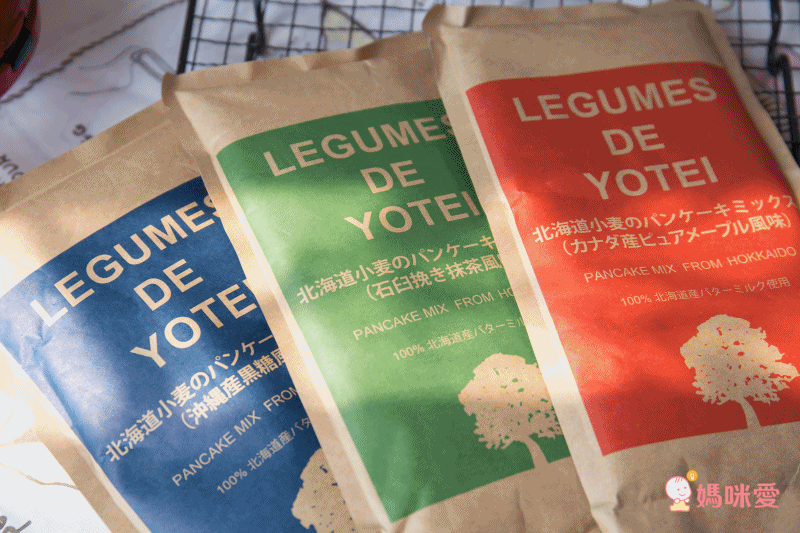 LEGUMES
DE
YOTEI
北海道小麦のパンケーキ
(沖縄産黒糖風
PANCAKE MIX FROM
100% 北海道産バタ
LEGUMES
DE
YOTEI
北海道小麦のパンケーキ
(石臼挽き抹茶風
PANCAKE MIX FROM HO
100% 北海道産バターミル
LEGUMES
DE
YOTEI
北海道小麦のパンケーキミックス
(カナダ産ピュアメープル風味)
PANCAKE MIX FROM HOKKAIDO
100% 北海道産バターミルク使用
媽咪愛